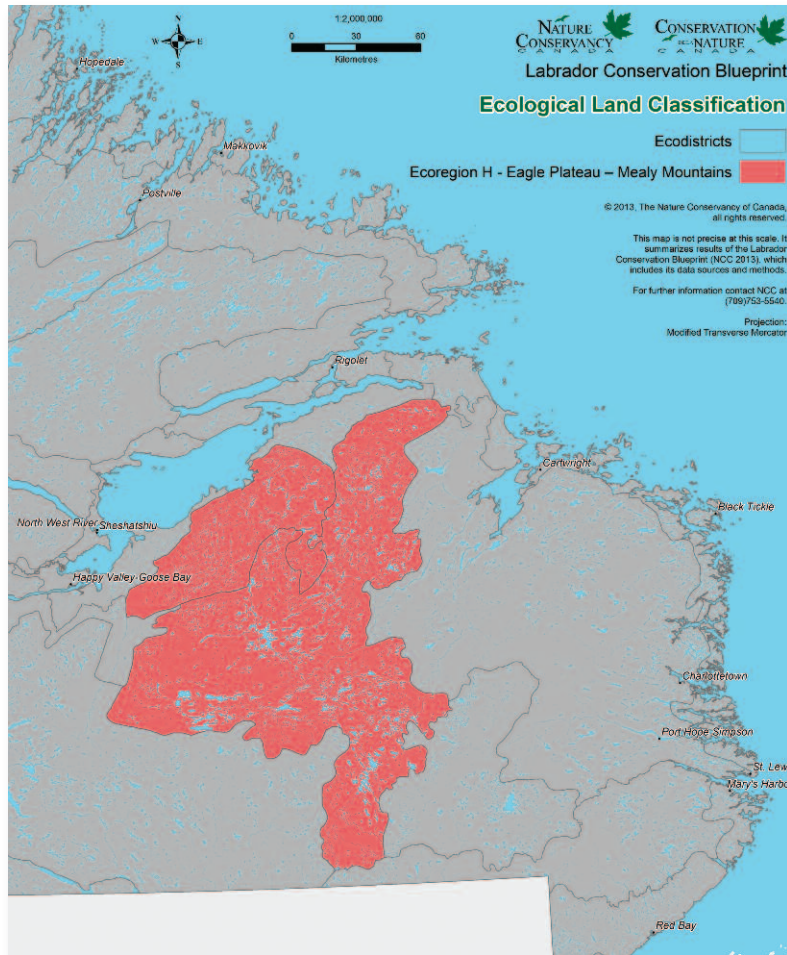 N
W E
S
1:2,000,000
0 30 60
Kilometres
NATURE
CONSERVANCY
CANADA
CONSERVATION
DE LA NATURE
CANADA
Labrador Conservation Blueprint
Ecological Land Classification
Ecodistricts
Ecoregion H - Eagle Plateau – Mealy Mountains
© 2013, The Nature Conservancy of Canada,
all rights reserved.
This map is not precise at this scale. It
summarizes results of the Labrador
Conservation Blueprint (NCC 2013), which
includes its data sources and methods.
For further information contact NCC at
(709)753-5540.
Projection:
Modified Transverse Mercator
Hopedale
Makkovik
Postville
Rigolet
Cartwright
Black Tickle
North West River
Sheshatshiu
Happy Valley-Goose Bay
Charlottetown
Port Hope Simpson
St. Lew
Mary's Harbo
Red Bay